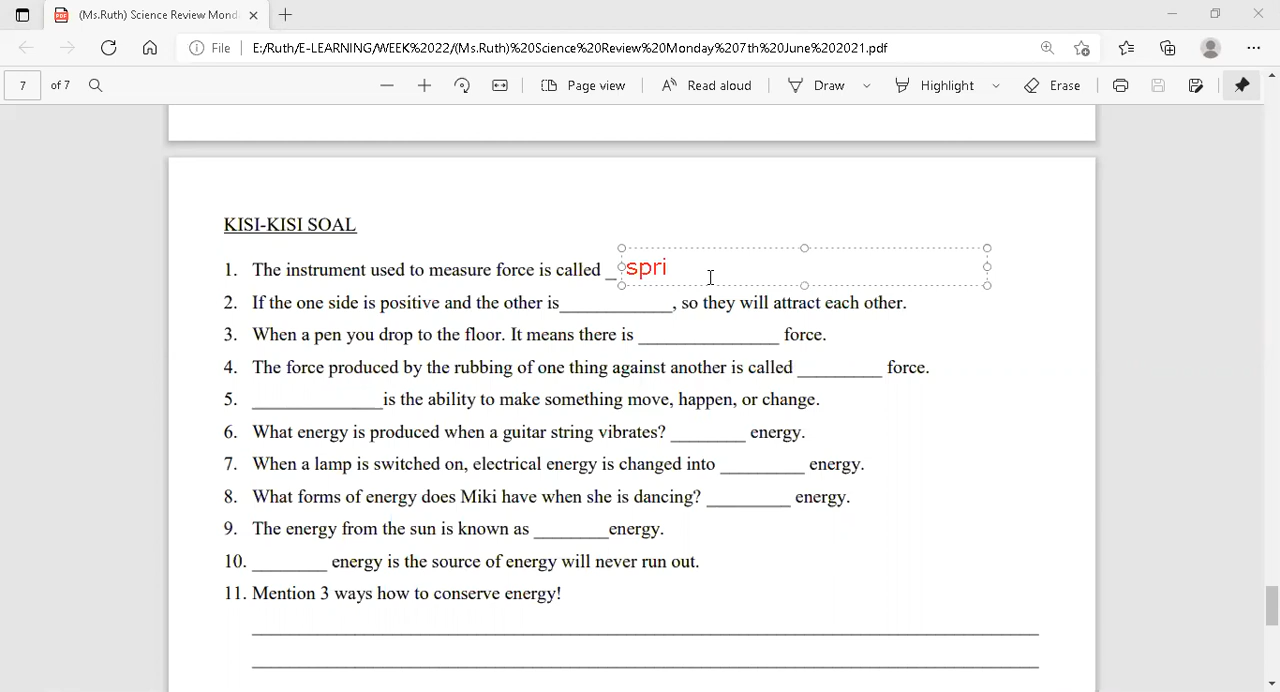 (Ms.Ruth) Science Review Mond
File E:/Ruth/E-LEARNING/WEEK%2022/(Ms.Ruth)%20Science%20Review%20Monday%207th%20June%202021.pdf
7 of 7 Page view Read aloud Draw Highlight Erase
KISI-KISI SOAL
1. The instrument used to measure force is called _ spri
2. If the one side is positive and the other is____________, so they will attract each other.
3. When a pen you drop to the floor. It means there is _______________ force.
4. The force produced by the rubbing of one thing against another is called _________ force.
5. ______________is the ability to make something move, happen, or change.
6. What energy is produced when a guitar string vibrates? ________ energy.
7. When a lamp is switched on, electrical energy is changed into _________ energy.
8. What forms of energy does Miki have when she is dancing? _________ energy.
9. The energy from the sun is known as ________energy.
10. ________ energy is the source of energy will never run out.
11. Mention 3 ways how to conserve energy!